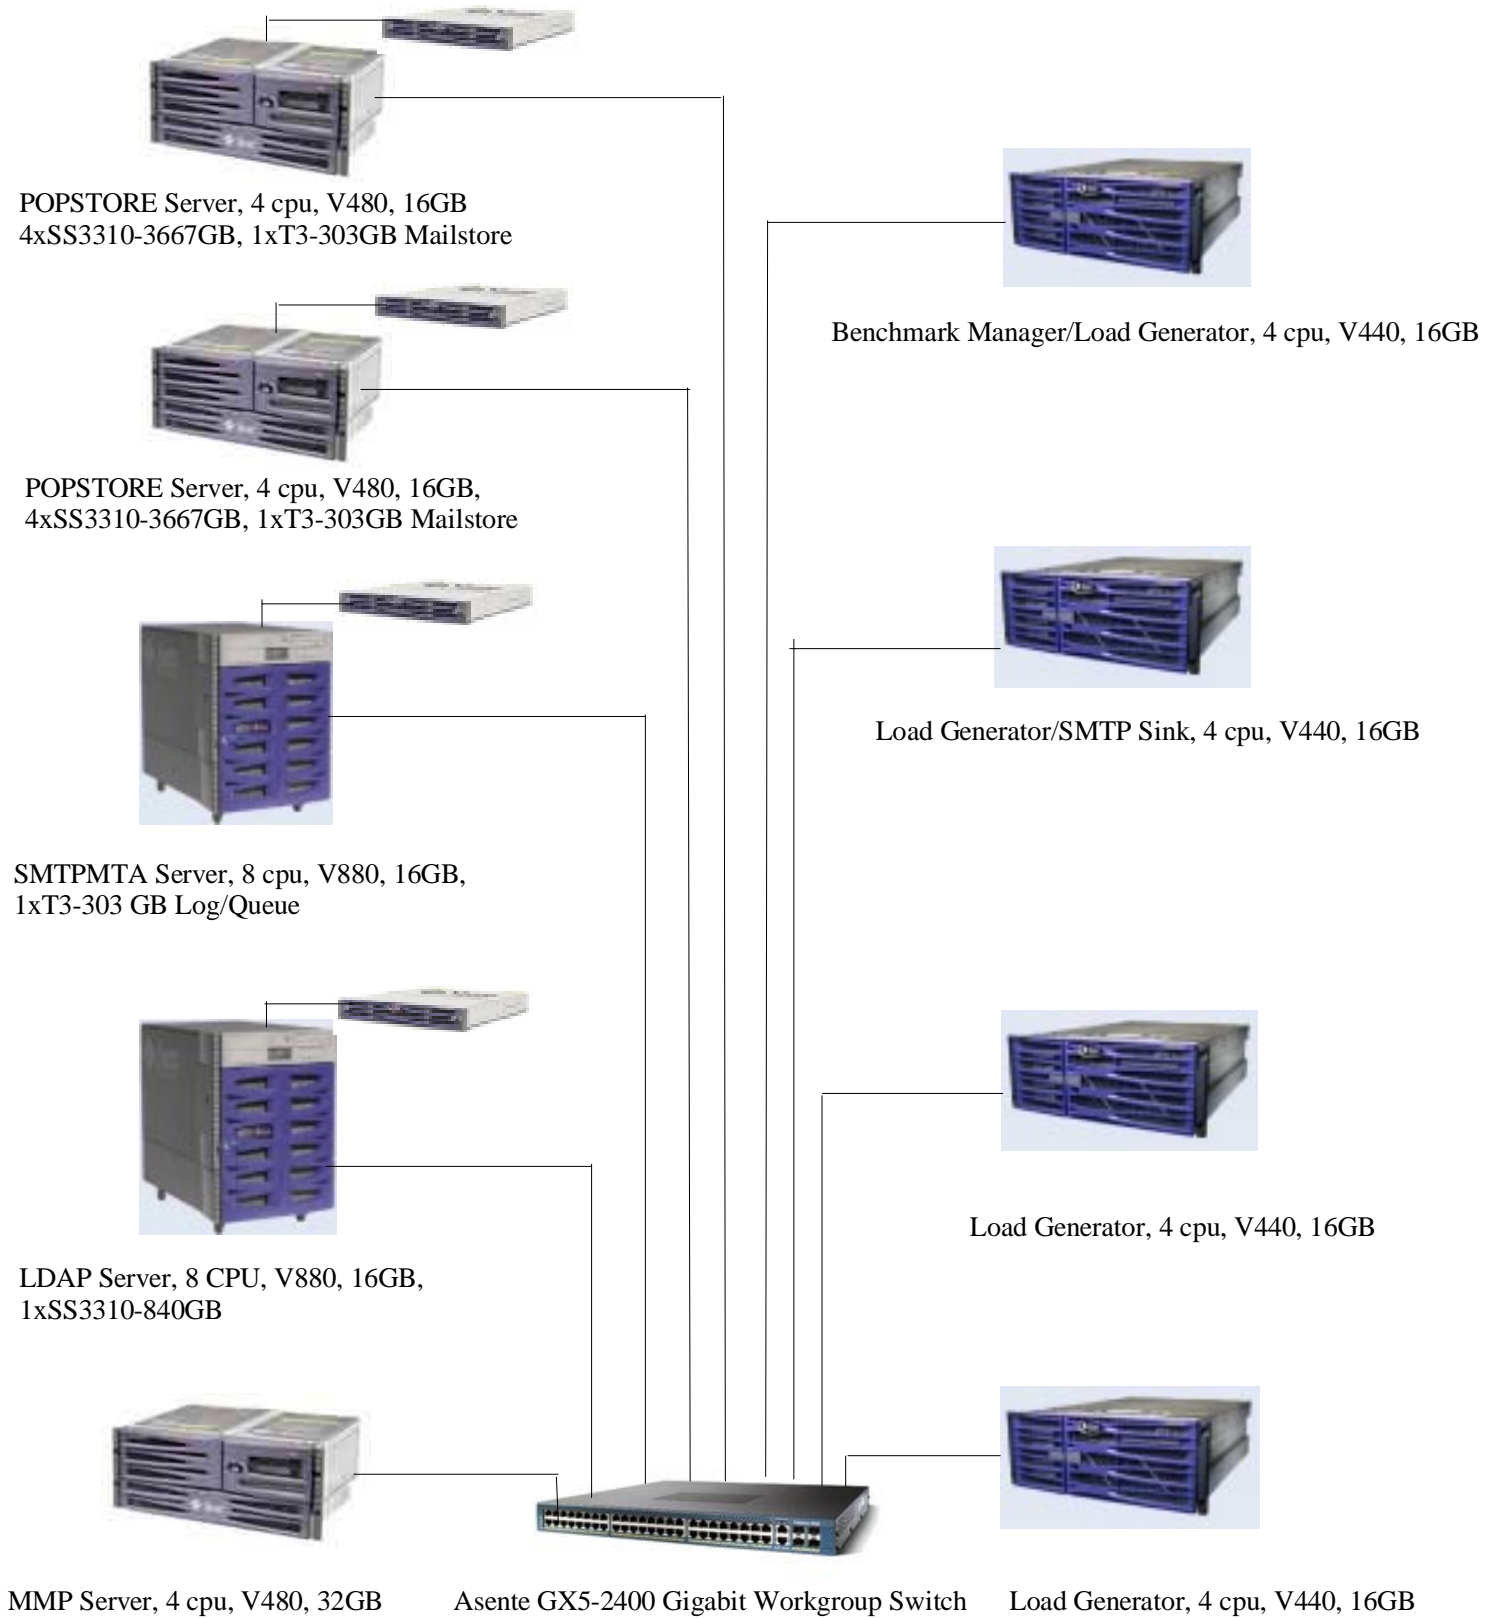 POPSTORE Server, 4 cpu, V480, 16GB
4xSS3310-3667GB, 1xT3-303GB Mailstore
Benchmark Manager/Load Generator, 4 cpu, V440, 16GB
POPSTORE Server, 4 cpu, V480, 16GB,
4xSS3310-3667GB, 1xT3-303GB Mailstore
Load Generator/SMTP Sink, 4 cpu, V440, 16GB
SMTPMTA Server, 8 cpu, V880, 16GB,
1xT3-303 GB Log/Queue
Load Generator, 4 cpu, V440, 16GB
LDAP Server, 8 CPU, V880, 16GB,
1xSS3310-840GB
MMP Server, 4 cpu, V480, 32GB
Asente GX5-2400 Gigabit Workgroup Switch
Load Generator, 4 cpu, V440, 16GB